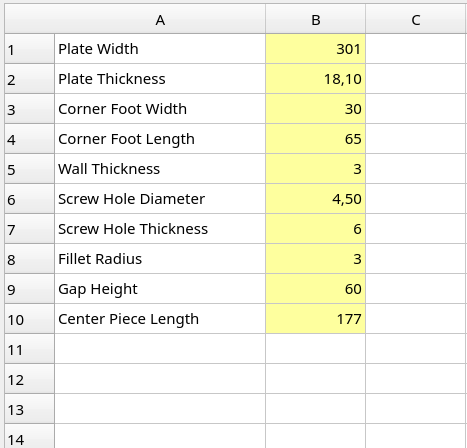 A B C
1 Plate Width 301
2 Plate Thickness 18,10
3 Corner Foot Width 30
4 Corner Foot Length 65
5 Wall Thickness 3
6 Screw Hole Diameter 4,50
7 Screw Hole Thickness 6
8 Fillet Radius 3
9 Gap Height 60
10 Center Piece Length 177
11
12
13
14